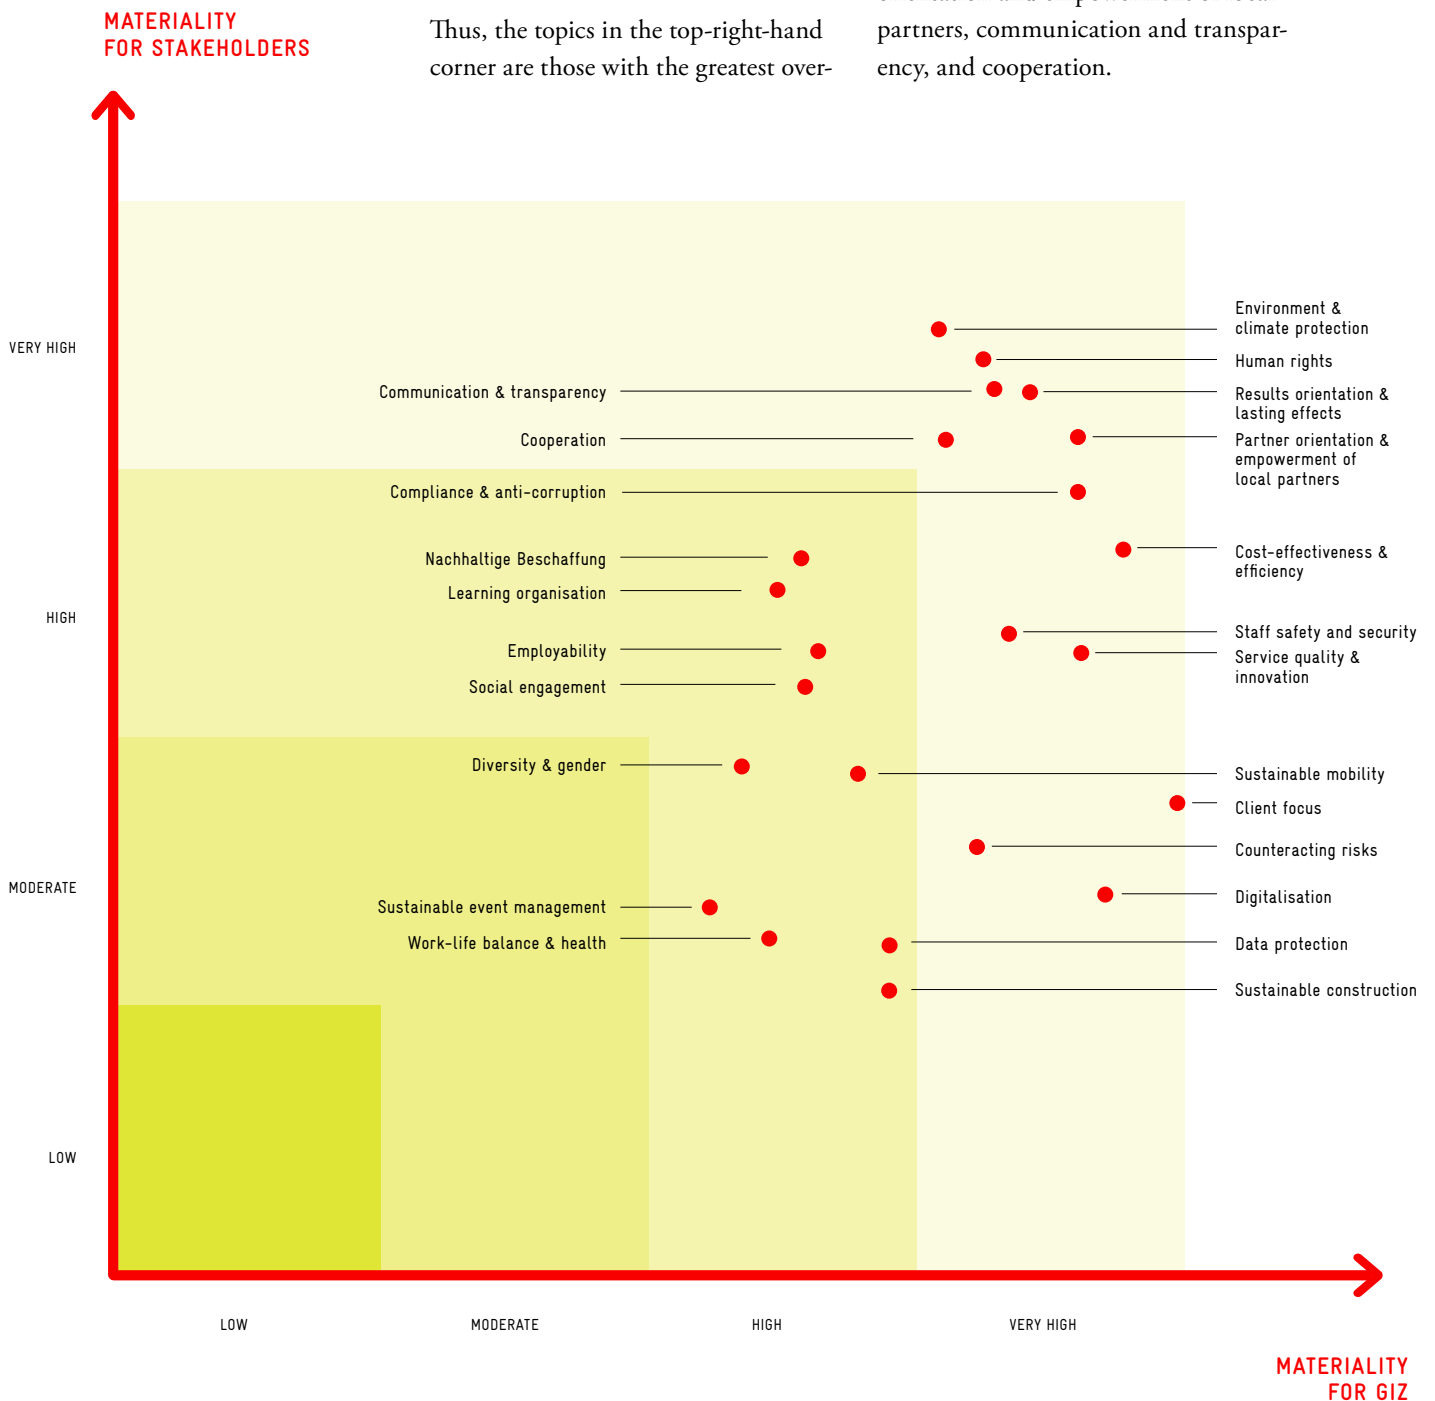 MATERIALITY
FOR STAKEHOLDERS
Thus, the topics in the top-right-hand
corner are those with the greatest over-
partners, communication and transpar-
ency, and cooperation.
VERY HIGH
HIGH
MODERATE
LOW
Communication & transparency
Cooperation
Compliance & anti-corruption
Nachhaltige Beschaffung
Learning organisation
Employability
Social engagement
Diversity & gender
Sustainable event management
Work-life balance & health
Environment &
climate protection
Human rights
Results orientation &
lasting effects
Partner orientation &
empowerment of
local partners
Cost-effectiveness &
efficiency
Staff safety and security
Service quality &
innovation
Sustainable mobility
Client focus
Counteracting risks
Digitalisation
Data protection
Sustainable construction
LOW
MODERATE
HIGH
VERY HIGH
MATERIALITY
FOR GIZ